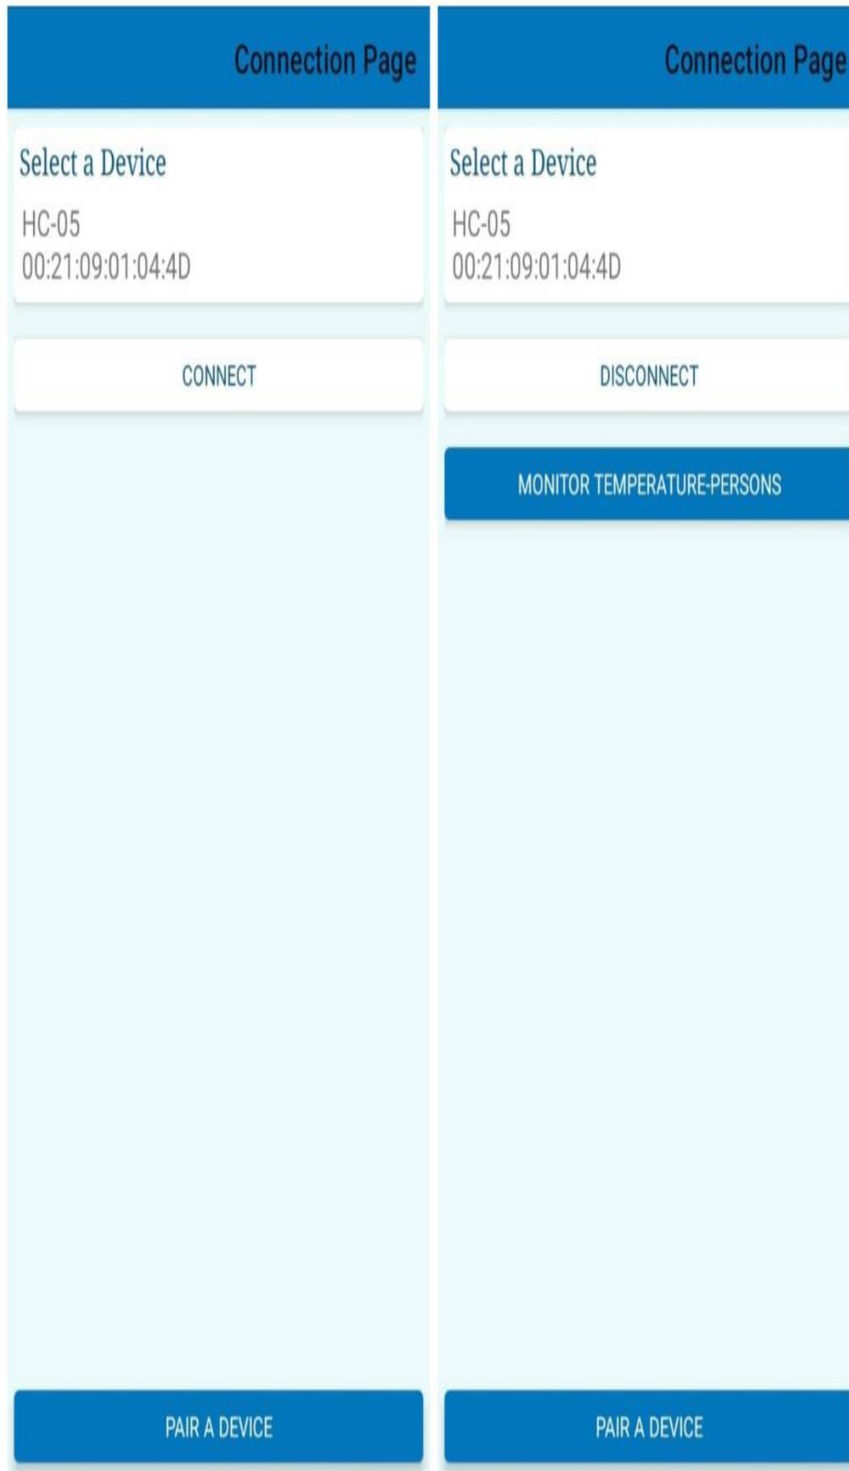 Connection Page
Select a Device
HC-05
00:21:09:01:04:4D
CONNECT
PAIR A DEVICE
Connection Page
Select a Device
HC-05
00:21:09:01:04:4D
DISCONNECT
MONITOR TEMPERATURE-PERSONS
PAIR A DEVICE